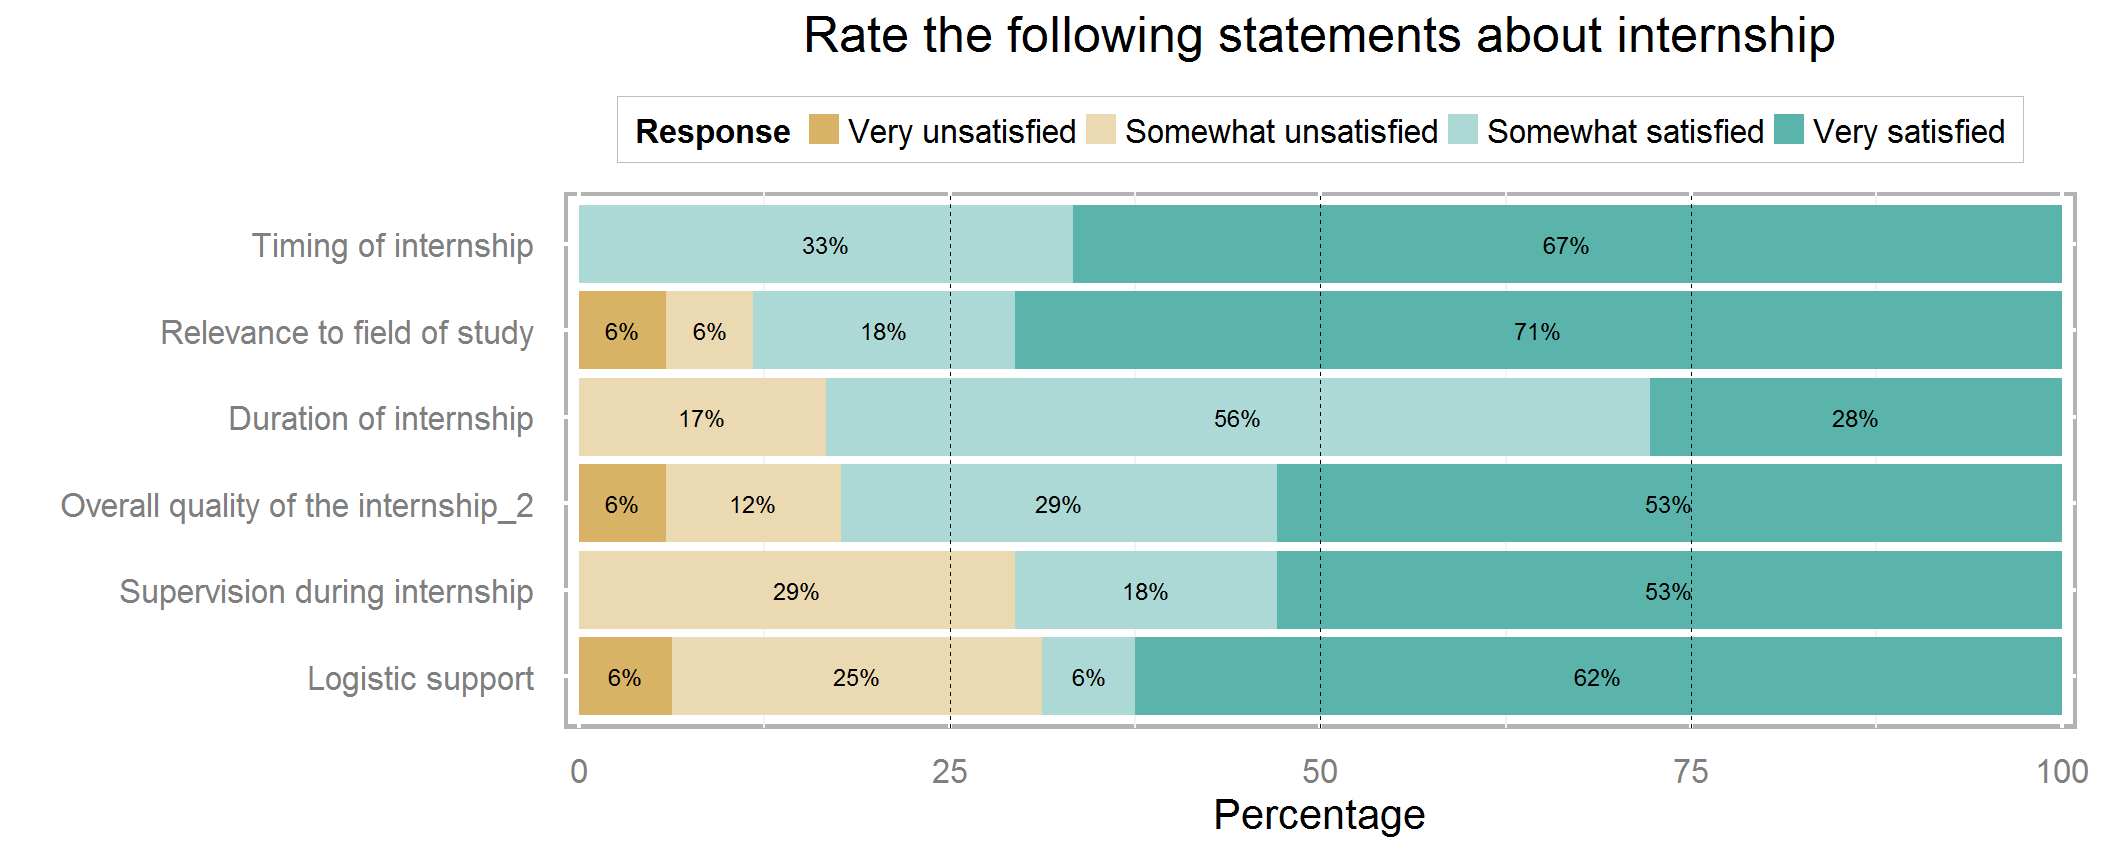 Rate the following statements about internship
Response Very unsatisfied Somewhat unsatisfied Somewhat satisfied Very satisfied
Timing of internship 33% 67%
Relevance to field of study 6% 6% 18% 71%
Duration of internship 17% 56% 28%
Overall quality of the internship_2 6% 12% 29% 53%
Supervision during internship 29% 18% 53%
Logistic support 6% 25% 6% 62%
0 25 50 75 100
Percentage